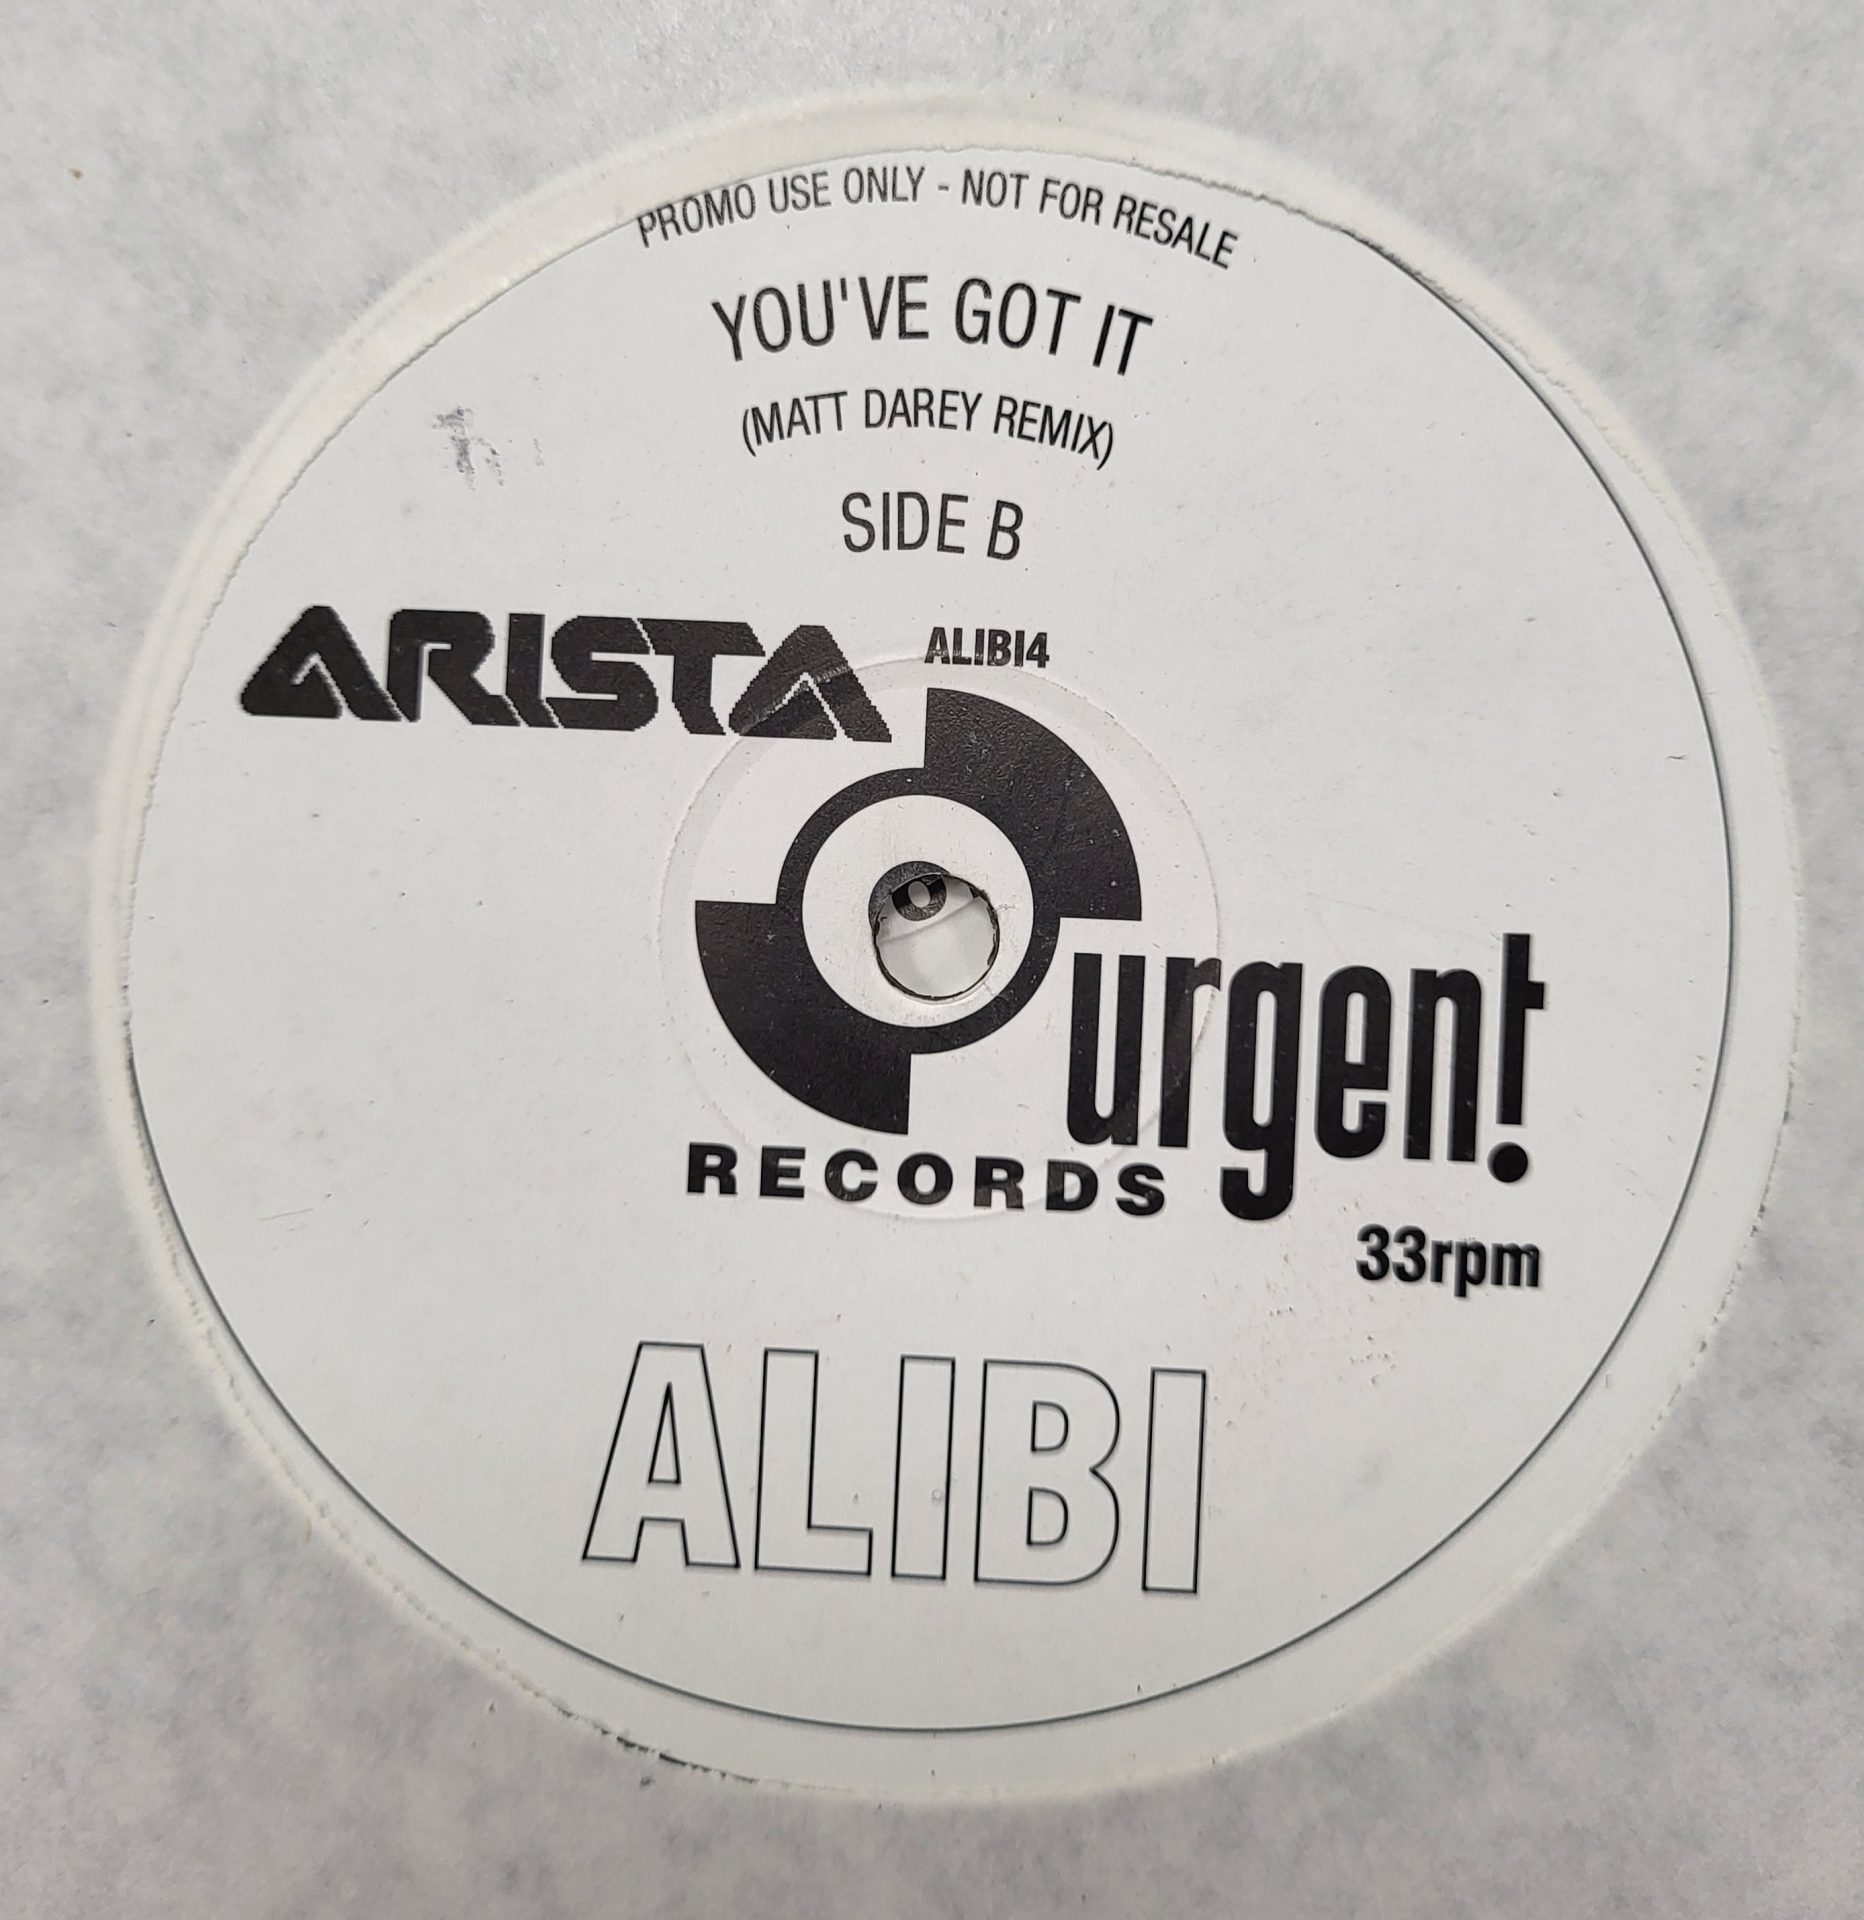 PROMO USE ONLY - NOT FOR RESALE
YOU'VE GOT IT
(MATT DAREY REMIX)
SIDE B
ARISTA
ALIBI4
urgent!
RECORDS
33rpm
ALIBI